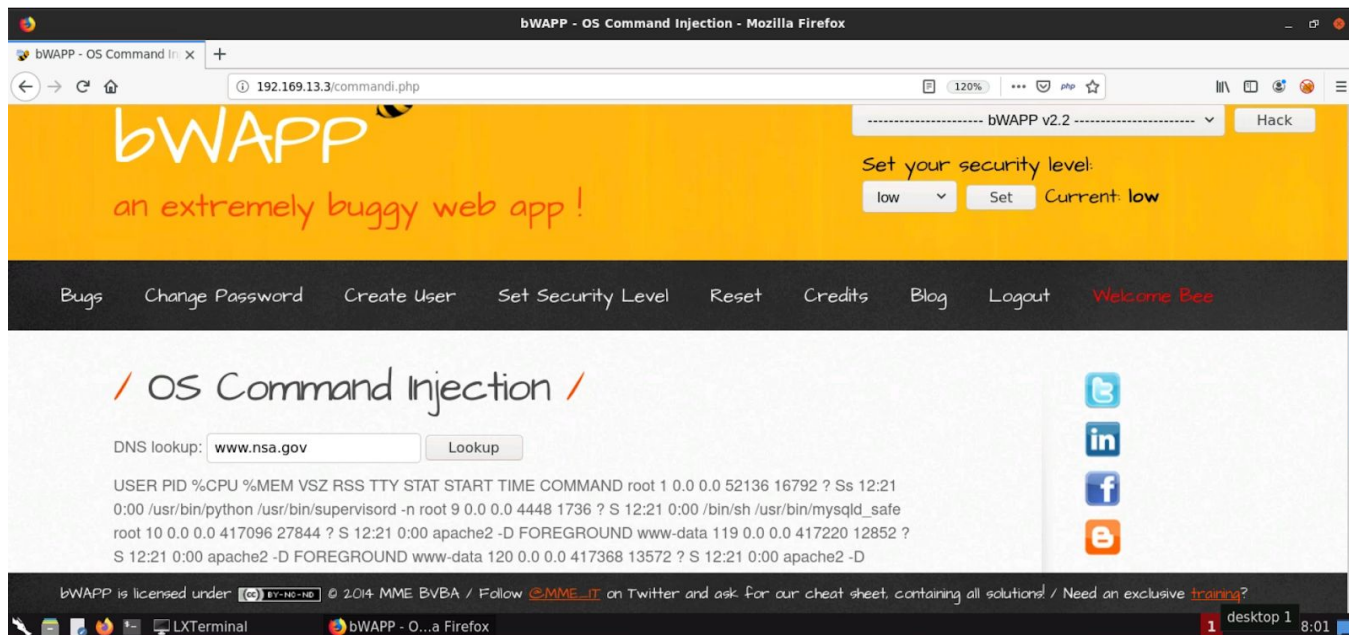 bWAPP - OS Command Injection - Mozilla Firefox
bWAPP - OS Command In
192.169.13.3/commandi.php
120%
php
bWAPP
an extremely buggy web app !
---------------------- bWAPP v2.2 -----------------------
Hack
Set your security level:
low
Set
Current: low
Bugs Change Password Create User Set Security Level Reset Credits Blog Logout Welcome Bee
/ OS Command Injection /
DNS lookup: www.nsa.gov Lookup
USER PID %CPU %MEM VSZ RSS TTY STAT START TIME COMMAND root 1 0.0 0.0 52136 16792 ? Ss 12:21
0:00 /usr/bin/python /usr/bin/supervisord -n root 9 0.0 0.0 4448 1736 ? S 12:21 0:00 /bin/sh /usr/bin/mysqld_safe
root 10 0.0 0.0 417096 27844 ? S 12:21 0:00 apache2 -D FOREGROUND www-data 119 0.0 0.0 417220 12852 ?
S 12:21 0:00 apache2 -D FOREGROUND www-data 120 0.0 0.0 417368 13572 ? S 12:21 0:00 apache2 -D
in
f
bWAPP is licensed under (cc) BY-NC-ND © 2014 MME BVBA / Follow @MME_IT on Twitter and ask for our cheat sheet, containing all solutions! / Need an exclusive training?
LXTerminal
bWAPP - O...a Firefox
1
desktop 1
8:01